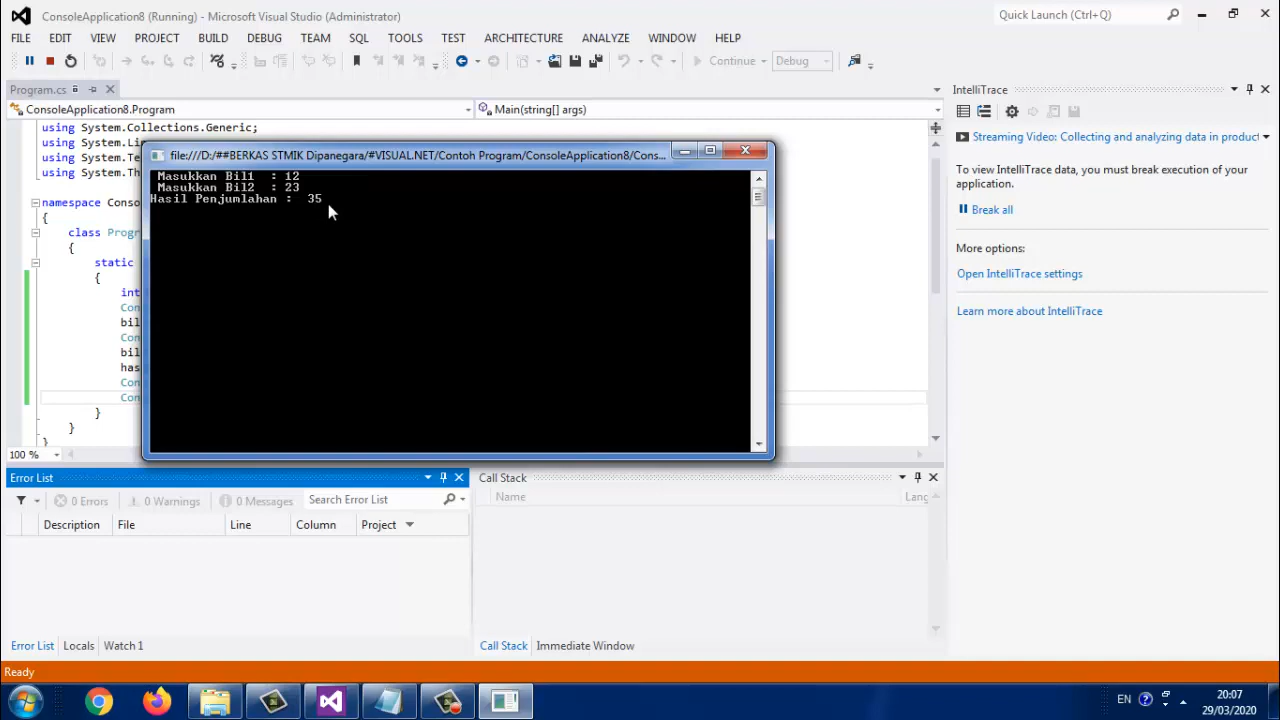 ConsoleApplication8 (Running) - Microsoft Visual Studio (Administrator)
Quick Launch (Ctrl+Q)
FILE EDIT VIEW PROJECT BUILD DEBUG TEAM SQL TOOLS TEST ARCHITECTURE ANALYZE WINDOW HELP
Continue Debug
Program.cs
ConsoleApplication8.Program
Main(string[] args)
using System.Collections.Generic;
using System.Li
using System.Te
using System.Th
namespace Conso
{
class Progr
{
static
{
int
Con
bil
Con
bil
has
Con
Con
}
}
}
100 %
file:///D:/##BERKAS STMIK Dipanegara/#VISUAL.NET/Contoh Program/ConsoleApplication8/Cons...
Masukkan Bil1 : 12
Masukkan Bil2 : 23
Hasil Penjumlahan : 35
IntelliTrace
Streaming Video: Collecting and analyzing data in product
To view IntelliTrace data, you must break execution of your
application.
Break all
More options:
Open IntelliTrace settings
Learn more about IntelliTrace
Error List
0 Errors 0 Warnings 0 Messages Search Error List
Description File Line Column Project
Error List Locals Watch 1
Call Stack
Name Lang
Call Stack Immediate Window
Ready
EN
20:07
29/03/2020